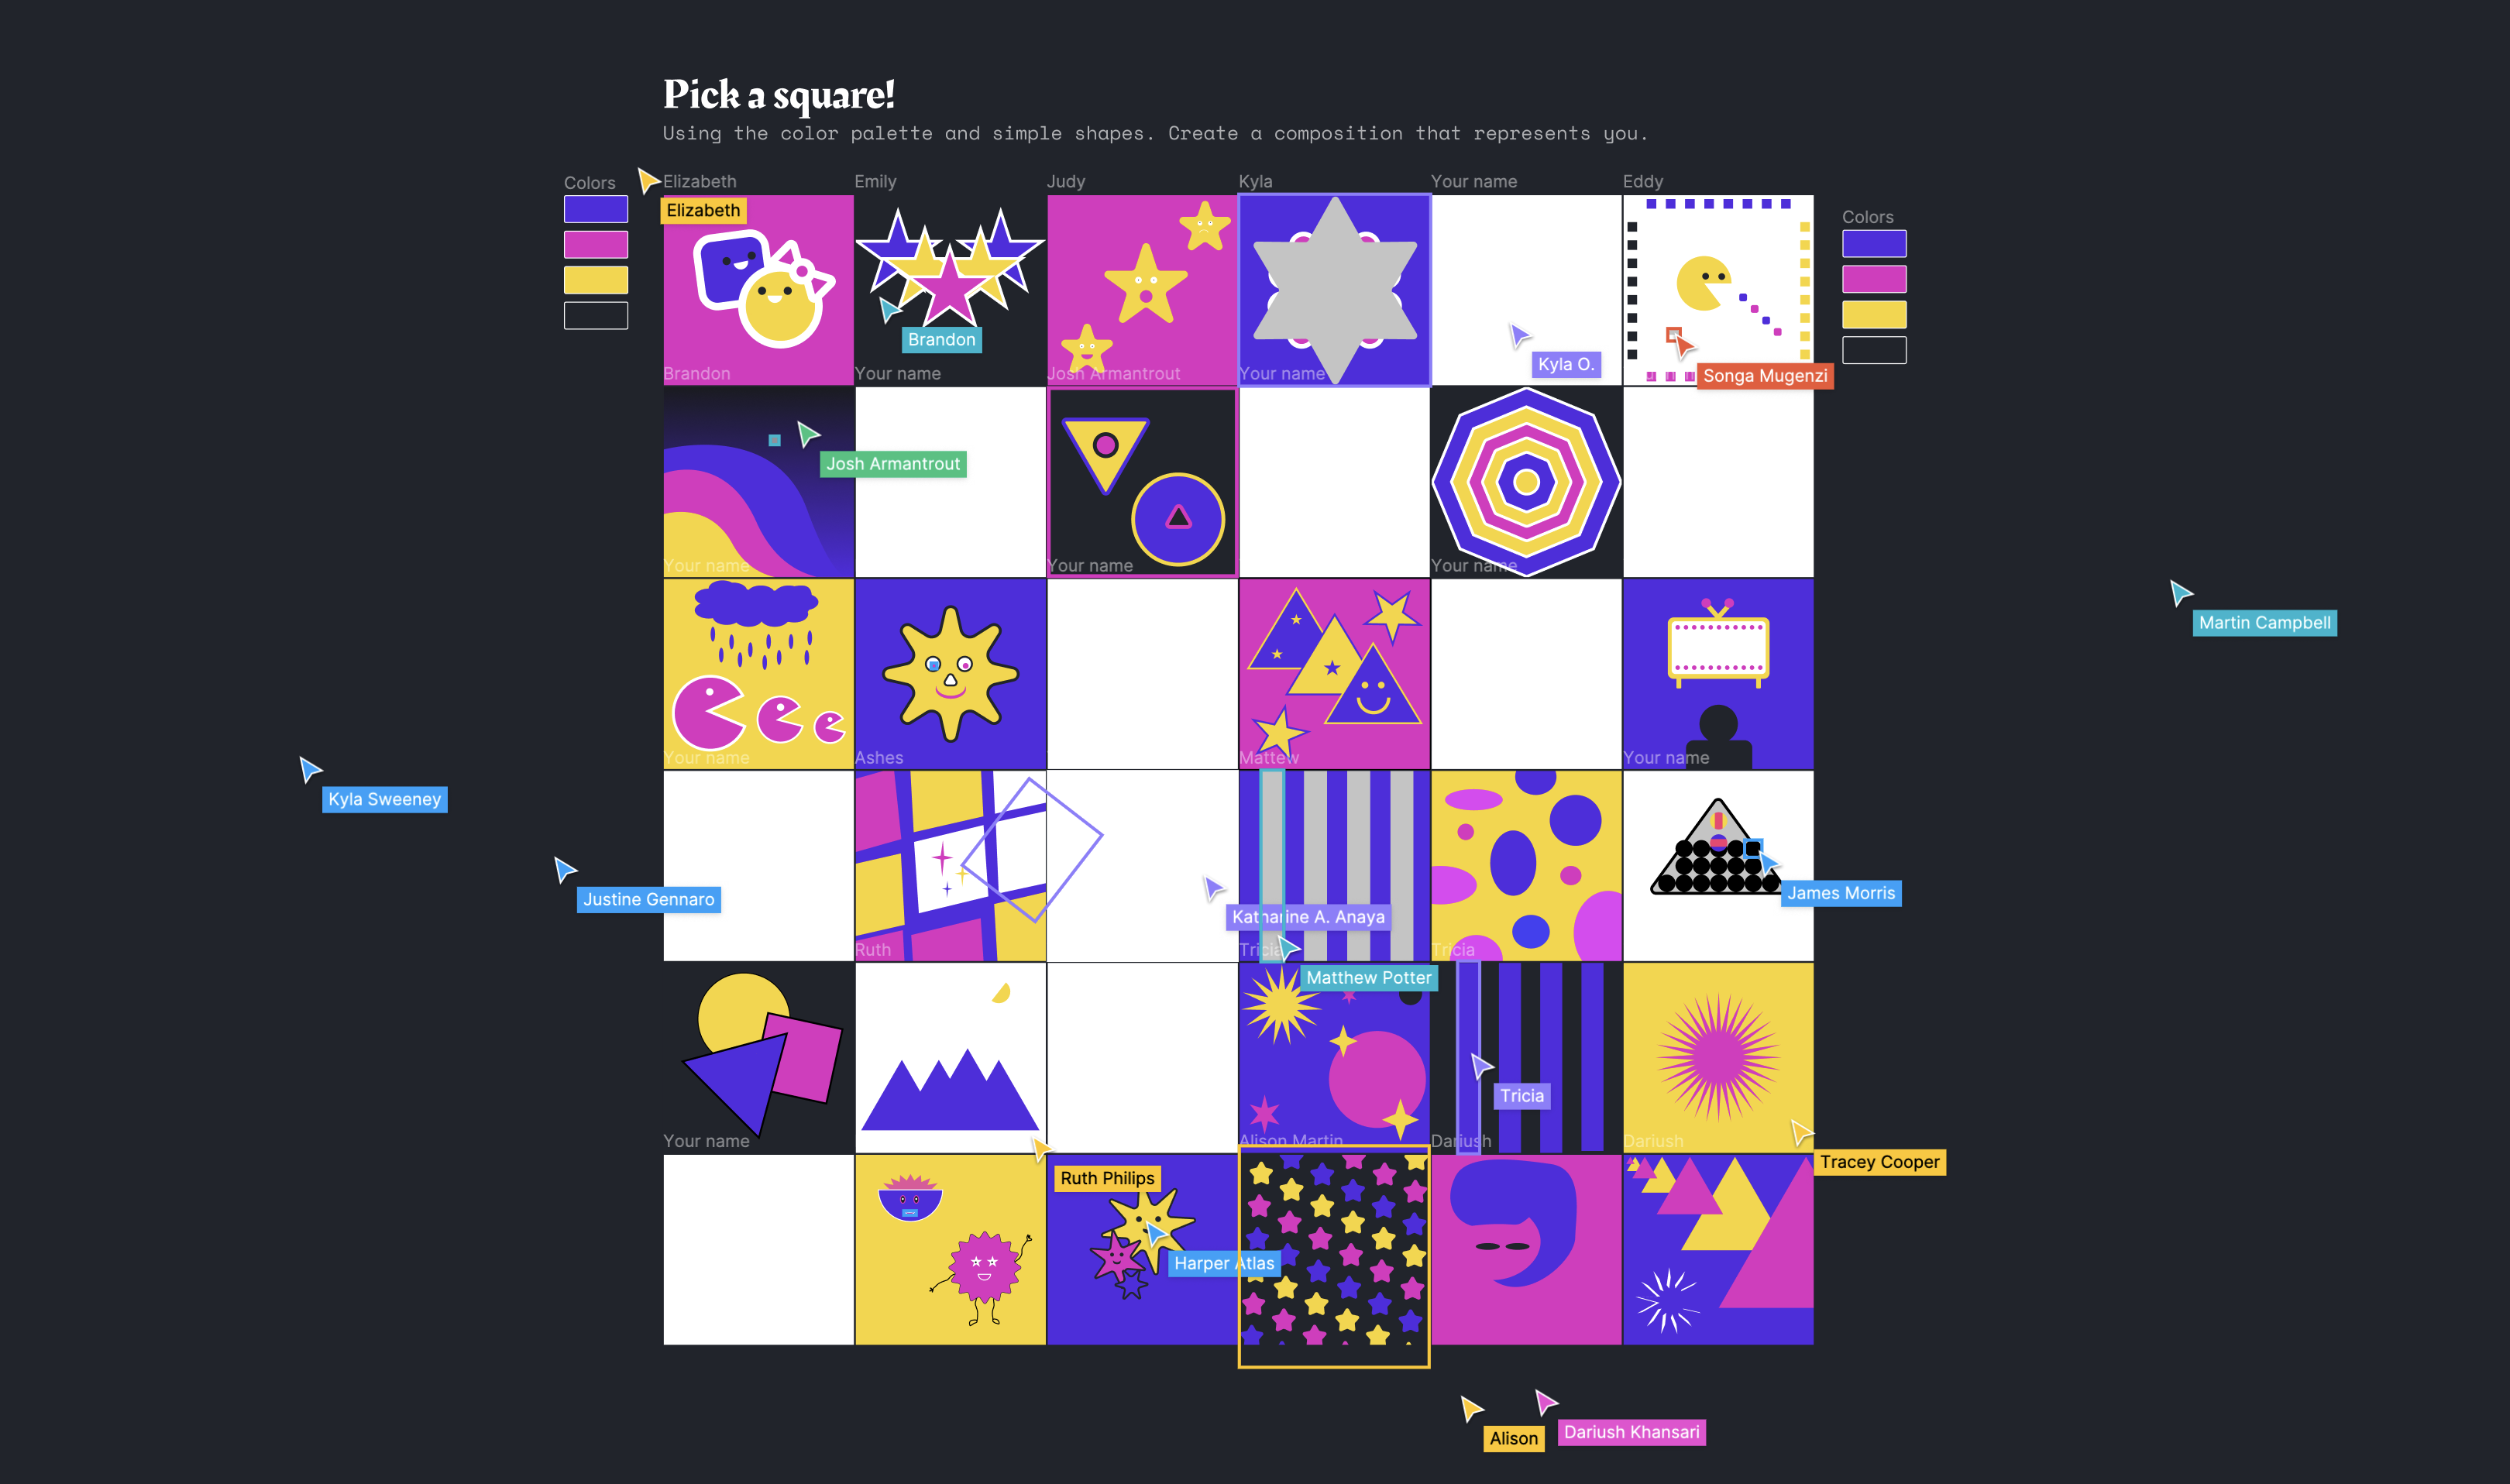 Pick a square!
Using the color palette and simple shapes. Create a composition that represents you.
Colors
Elizabeth
Emily
Judy
Kyla
Your name
Eddy
Colors
Elizabeth
Brandon
Kyla O.
Songa Mugenzi
Brandon
Your name
Josh Armantrout
Your name
Josh Armantrout
Your name
Your name
Your name
Martin Campbell
Your name
Ashes
Mattew
Your name
Kyla Sweeney
Justine Gennaro
Katharine A. Anaya
James Morris
Ruth
Tricia
Tricia
Matthew Potter
Tricia
Your name
Alison Martin
Dariush
Dariush
Tracey Cooper
Ruth Philips
Harper Atlas
Alison
Dariush Khansari